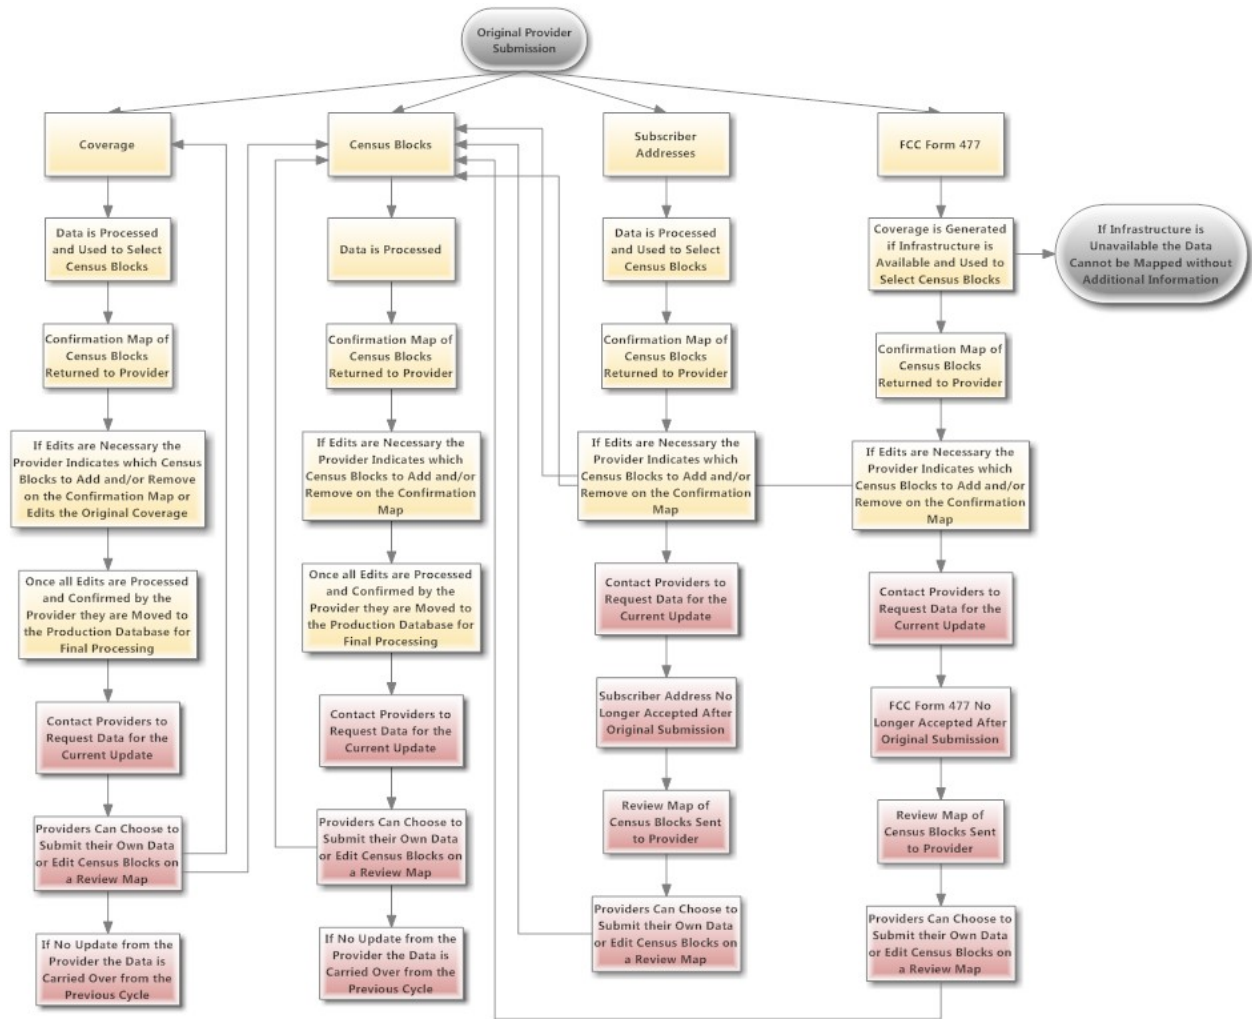 Original Provider
Submission
Coverage
Census Blocks
Subscriber
Addresses
FCC Form 477
Data is Processed
and Used to Select
Census Blocks
Data is Processed
Data is Processed
and Used to Select
Census Blocks
Coverage is Generated
if Infrastructure is
Available and Used to
Select Census Blocks
If Infrastructure is
Unavailable the Data
Cannot be Mapped without
Additional Information
Confirmation Map of
Census Blocks
Returned to Provider
Confirmation Map of
Census Blocks
Returned to Provider
Confirmation Map of
Census Blocks
Returned to Provider
Confirmation Map of
Census Blocks
Returned to Provider
If Edits are Necessary the
Provider Indicates which Census
Blocks to Add and/or Remove
on the Confirmation Map or
Edits the Original Coverage
If Edits are Necessary the
Provider Indicates which
Census Blocks to Add and/or
Remove on the Confirmation
Map
If Edits are Necessary the
Provider Indicates which
Census Blocks to Add and/or
Remove on the Confirmation
Map
If Edits are Necessary the
Provider Indicates which
Census Blocks to Add and/or
Remove on the Confirmation
Map
Once all Edits are Processed
and Confirmed by the
Provider they are Moved to
the Production Database for
Final Processing
Once all Edits are Processed
and Confirmed by the
Provider they are Moved to
the Production Database for
Final Processing
Contact Providers to
Request Data for the
Current Update
Contact Providers to
Request Data for the
Current Update
Contact Providers to
Request Data for the
Current Update
Contact Providers to
Request Data for the
Current Update
Subscriber Address No
Longer Accepted After
Original Submission
FCC Form 477 No
Longer Accepted After
Original Submission
Providers Can Choose to
Submit their Own Data
or Edit Census Blocks on
a Review Map
Providers Can Choose to
Submit their Own Data
or Edit Census Blocks on
a Review Map
Review Map of
Census Blocks Sent
to Provider
Review Map of
Census Blocks Sent
to Provider
If No Update from the
Provider the Data is
Carried Over from the
Previous Cycle
If No Update from the
Provider the Data is
Carried Over from the
Previous Cycle
Providers Can Choose to
Submit their Own Data
or Edit Census Blocks on
a Review Map
Providers Can Choose to
Submit their Own Data
or Edit Census Blocks on
a Review Map